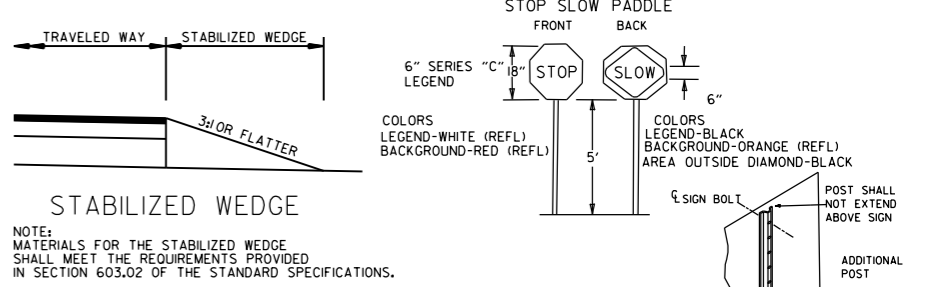 STOP SLOW PADDLE
FRONT BACK
TRAVELED WAY STABILIZED WEDGE
6" SERIES "C" 18"
LEGEND
STOP
SLOW
6"
3:1 OR FLATTER
COLORS
LEGEND-WHITE (REFL)
BACKGROUND-RED (REFL)
5'
COLORS
LEGEND-BLACK
BACKGROUND-ORANGE (REFL)
AREA OUTSIDE DIAMOND-BLACK
STABILIZED WEDGE
NOTE:
MATERIALS FOR THE STABILIZED WEDGE
SHALL MEET THE REQUIREMENTS PROVIDED
IN SECTION 603.02 OF THE STANDARD SPECIFICATIONS.
℄ SIGN BOLT
POST SHALL
NOT EXTEND
ABOVE SIGN
ADDITIONAL
POST